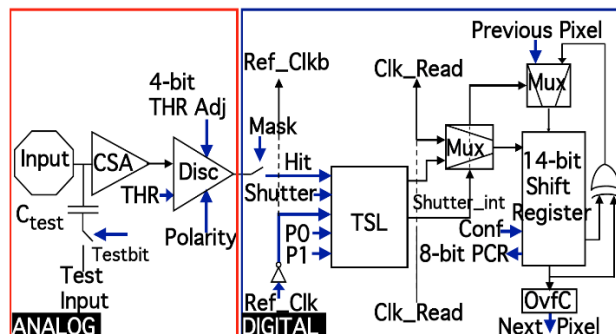 Previous Pixel
4-bit
THR Adj
Ref_Clkb
Clk_Read
Mux
Mask
Mux
Input
CSA
Disc
Hit
14-bit
Shift
Register
THR
Shutter
TSL
Shutter_int
Ctest
Testbit
Polarity
P0
P1
Conf
8-bit PCR
Test
Input
Ref_Clk
Clk_Read
OvfC
ANALOG
DIGITAL
Next Pixel